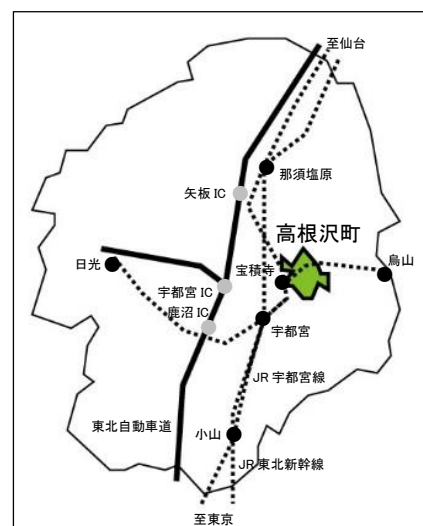 至仙台
那須塩原
矢板 IC
高根沢町
宝積寺
烏山
日光
宇都宮 IC
鹿沼 IC
宇都宮
JR 宇都宮線
東北自動車道
小山
JR 東北新幹線
至東京